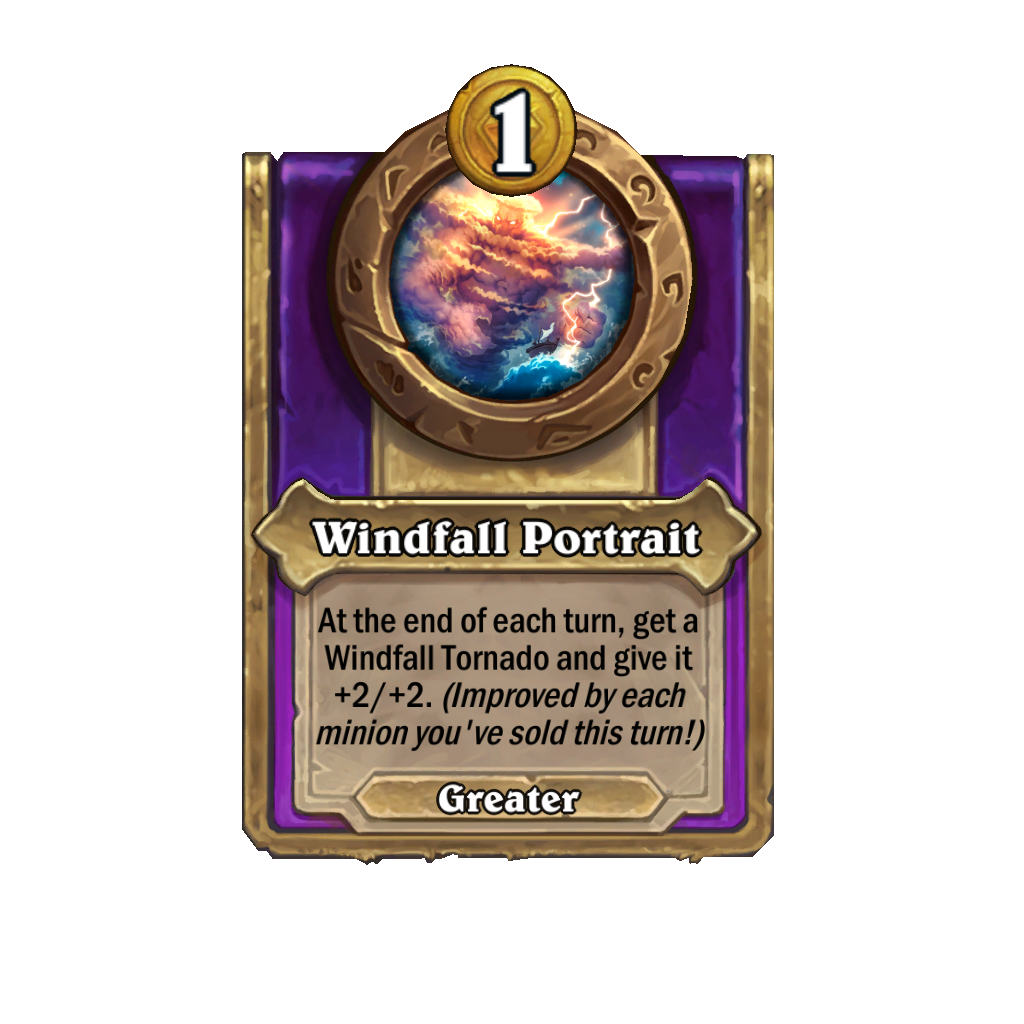 1
Windfall Portrait
At the end of each turn, get a
Windfall Tornado and give it
+2/+2. (Improved by each
minion you've sold this turn!)
Greater